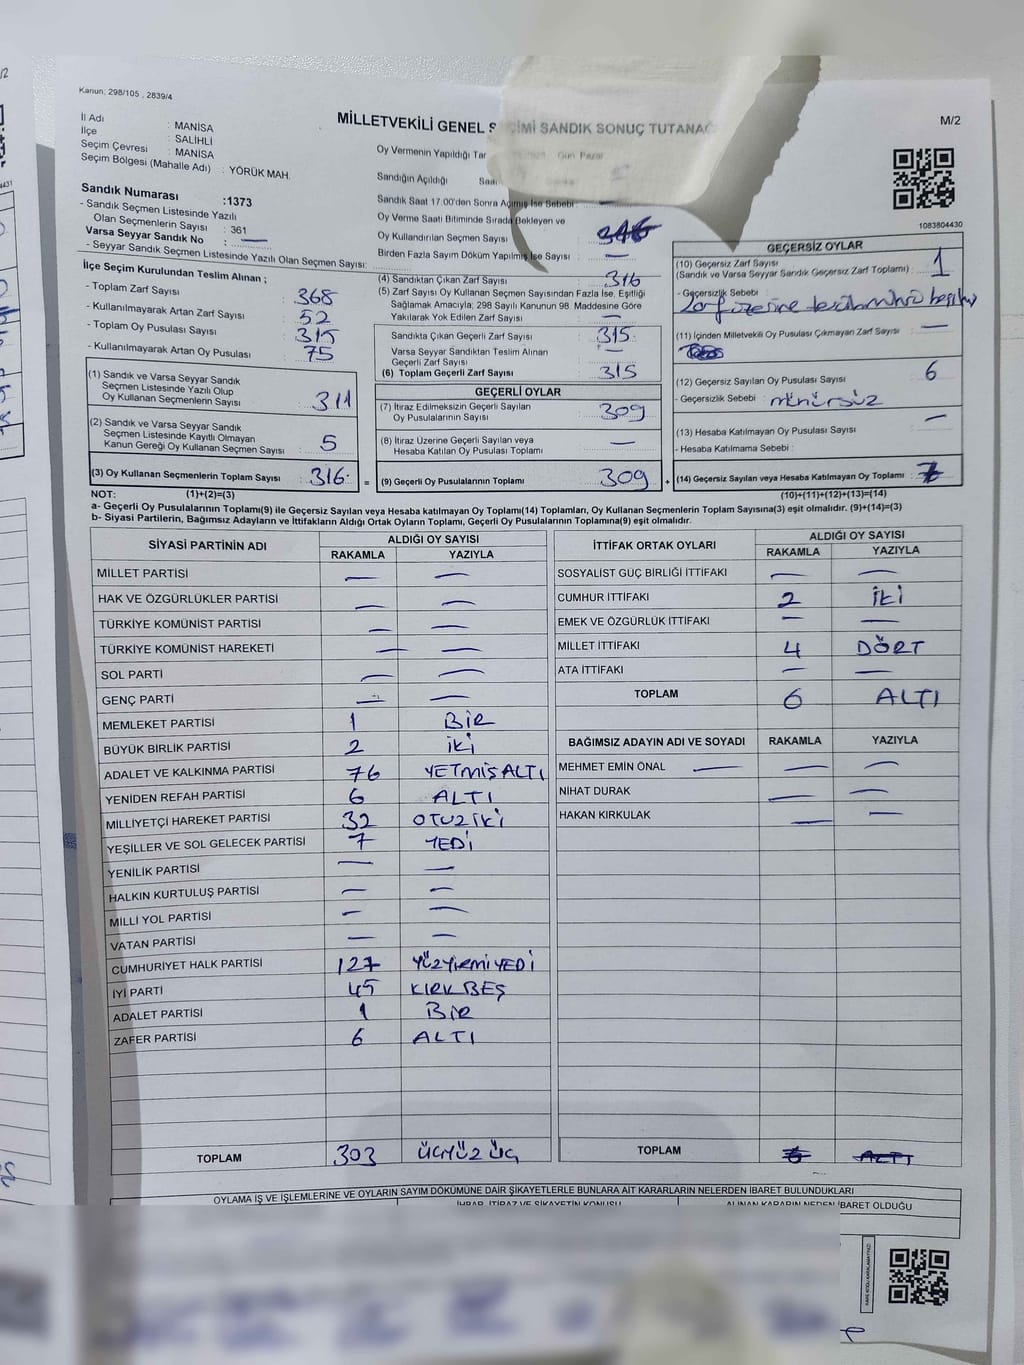 Kanun: 298/105 , 2839/4
MİLLETVEKİLİ GENEL SEÇİMİ SANDIK SONUÇ TUTANAĞI
M/2
İl Adı : MANİSA
İlçe : SALİHLİ
Seçim Çevresi : MANİSA
Seçim Bölgesi (Mahalle Adı) : YÖRÜK MAH.
Sandık Numarası :1373
- Sandık Seçmen Listesinde Yazılı
Olan Seçmenlerin Sayısı : 361
Varsa Seyyar Sandık No : —
- Seyyar Sandık Seçmen Listesinde Yazılı Olan Seçmen Sayısı:
İlçe Seçim Kurulundan Teslim Alınan ;
- Toplam Zarf Sayısı : 368
- Kullanılmayarak Artan Zarf Sayısı : 52
- Toplam Oy Pusulası Sayısı
- Kullanılmayarak Artan Oy Pusulası : 75
(1) Sandık ve Varsa Seyyar Sandık
Seçmen Listesinde Yazılı Olup
Oy Kullanan Seçmenlerin Sayısı : 311
(2) Sandık ve Varsa Seyyar Sandık
Seçmen Listesinde Kayıtlı Olmayan
Kanun Gereği Oy Kullanan Seçmen Sayısı : 5
(3) Oy Kullanan Seçmenlerin Toplam Sayısı : 316
Oy Vermenin Yapıldığı Gün Pazar
Sandığın Açıldığı
Sandık Saat 17.00'den Sonra Açılmış İse Sebebi : —
Oy Verme Saati Bitiminde Sırada Bekleyen ve
Oy Kullandırılan Seçmen Sayısı :
Birden Fazla Sayım Döküm Yapılmış İse Sayısı : —
(4) Sandıktan Çıkan Zarf Sayısı : 316
(5) Zarf Sayısı Oy Kullanan Seçmen Sayısından Fazla İse, Eşitliği
Sağlamak Amacıyla; 298 Sayılı Kanunun 98. Maddesine Göre
Yakılarak Yok Edilen Zarf Sayısı : —
Sandıkta Çıkan Geçerli Zarf Sayısı : 315
Varsa Seyyar Sandıktan Teslim Alınan
Geçerli Zarf Sayısı : —
(6) Toplam Geçerli Zarf Sayısı : 315
GEÇERLİ OYLAR
(7) İtiraz Edilmeksizin Geçerli Sayılan
Oy Pusulalarının Sayısı : 309
(8) İtiraz Üzerine Geçerli Sayılan veya
Hesaba Katılan Oy Pusulası Toplamı : —
= (9) Geçerli Oy Pusulalarının Toplamı : 309
1083804430
GEÇERSİZ OYLAR
(10) Geçersiz Zarf Sayısı
(Sandık ve Varsa Seyyar Sandık Geçersiz Zarf Toplamı) : 1
- Geçersizlik Sebebi : Zarf üzerine
(11) İçinden Milletvekili Oy Pusulası Çıkmayan Zarf Sayısı : —
(12) Geçersiz Sayılan Oy Pusulası Sayısı : 6
- Geçersizlik Sebebi : mühürsüz
(13) Hesaba Katılmayan Oy Pusulası Sayısı : —
- Hesaba Katılmama Sebebi :
+ (14) Geçersiz Sayılan veya Hesaba Katılmayan Oy Toplamı : 7
NOT: (1)+(2)=(3)
(10)+(11)+(12)+(13)=(14)
a- Geçerli Oy Pusulalarının Toplamı(9) ile Geçersiz Sayılan veya Hesaba Katılmayan Oy Toplamı(14) Toplamları, Oy Kullanan Seçmenlerin Toplam Sayısına(3) eşit olmalıdır. (9)+(14)=(3)
b- Siyasi Partilerin, Bağımsız Adayların ve İttifakların Aldığı Ortak Oyların Toplamı, Geçerli Oy Pusulalarının Toplamına(9) eşit olmalıdır.
SİYASİ PARTİNİN ADI ALDIĞI OY SAYISI
RAKAMLA YAZIYLA
MİLLET PARTİSİ — —
HAK VE ÖZGÜRLÜKLER PARTİSİ — —
TÜRKİYE KOMÜNİST PARTİSİ — —
TÜRKİYE KOMÜNİST HAREKETİ — —
SOL PARTİ — —
GENÇ PARTİ — —
MEMLEKET PARTİSİ 1 BİR
BÜYÜK BİRLİK PARTİSİ 2 İKİ
ADALET VE KALKINMA PARTİSİ 76 YETMİŞALTI
YENİDEN REFAH PARTİSİ 6 ALTI
MİLLİYETÇİ HAREKET PARTİSİ 32 OTUZ İKİ
YEŞİLLER VE SOL GELECEK PARTİSİ 7 YEDİ
YENİLİK PARTİSİ — —
HALKIN KURTULUŞ PARTİSİ — —
MİLLİ YOL PARTİSİ — —
VATAN PARTİSİ — —
CUMHURİYET HALK PARTİSİ 127 YÜZYİRMİYEDİ
İYİ PARTİ 45 KIRK BEŞ
ADALET PARTİSİ 1 BİR
ZAFER PARTİSİ 6 ALTI
TOPLAM 303 ÜÇYÜZ ÜÇ
İTTİFAK ORTAK OYLARI ALDIĞI OY SAYISI
RAKAMLA YAZIYLA
SOSYALİST GÜÇ BİRLİĞİ İTTİFAKI — —
CUMHUR İTTİFAKI 2 İKİ
EMEK VE ÖZGÜRLÜK İTTİFAKI — —
MİLLET İTTİFAKI 4 DÖRT
ATA İTTİFAKI — —
TOPLAM 6 ALTI
BAĞIMSIZ ADAYIN ADI VE SOYADI RAKAMLA YAZIYLA
MEHMET EMİN ÖNAL — — —
NİHAT DURAK — —
HAKAN KIRKULAK — —
TOPLAM 6 ALTI
OYLAMA İŞ VE İŞLEMLERİNE VE OYLARIN SAYIM DÖKÜMÜNE DAİR ŞİKAYETLERLE BUNLARA AİT KARARLARIN NELERDEN İBARET BULUNDUKLARI
İHBAR, İTİRAZ VE ŞİKAYETİN KONUSU ALINAN KARARIN NEDEN İBARET OLDUĞU